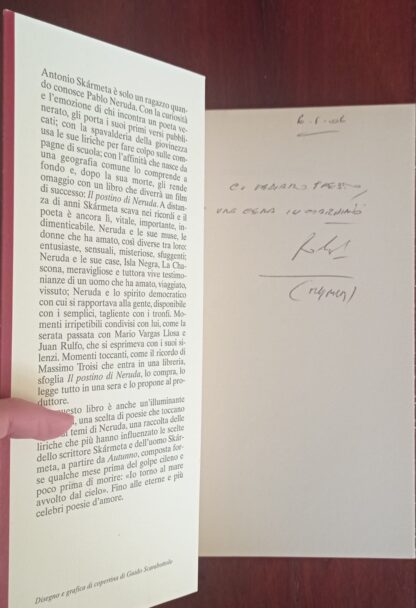 Antonio Skármeta è solo un ragazzo quan-
do conosce Pablo Neruda. Con la curiosità
e l'emozione di chi incontra un poeta ve-
nerato, gli porta i suoi primi versi pubbli-
cati; con la spavalderia della giovinezza
usa le sue liriche per fare colpo sulle com-
pagne di scuola; con l'affinità che nasce da
una geografia comune lo comprende a
fondo e, dopo la sua morte, gli rende
omaggio con un libro che diverrà un film
di successo: Il postino di Neruda. A distan-
za di anni Skármeta scava nei ricordi e il
poeta è ancora lì, vitale, importante, in-
dimenticabile. Neruda e le sue muse, le
donne che ha amato, così diverse tra loro:
entusiaste, sensuali, misteriose, sfuggenti;
Neruda e le sue case, Isla Negra, La Cha-
scona, meravigliose e tuttora vive testimo-
nianze di un uomo che ha amato, viaggiato,
vissuto; Neruda e lo spirito democratico
con cui si rapportava alla gente, disponibile
con i semplici, tagliente con i tronfi. Mo-
menti irripetibili condivisi con lui, come la
serata passata con Mario Vargas Llosa e
Juan Rulfo, che si esprimeva con i suoi si-
lenzi. Momenti toccanti, come il ricordo di
Massimo Troisi che entra in una libreria,
sfoglia Il postino di Neruda, lo compra, lo
legge tutto in una sera e lo propone al pro-
duttore.
questo libro è anche un'illuminante
una scelta di poesie che toccano
temi di Neruda, una raccolta delle
liriche che più hanno influenzato le scelte
dello scrittore Skármeta e dell'uomo Skár-
meta, a partire da Autunno, composta for-
se qualche mese prima del golpe cileno e
poco prima di morire: «Io torno al mare
avvolto dal cielo». Fino alle eterne e più
celebri poesie d'amore.
Disegno e grafica di copertina di Guido Scarabottolo